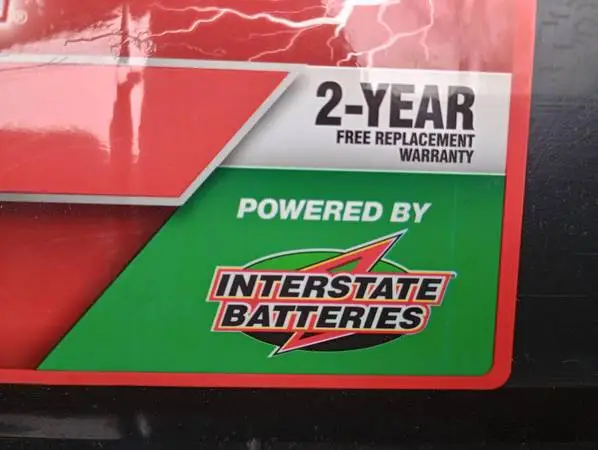 2-YEAR
FREE REPLACEMENT
WARRANTY
POWERED BY
INTERSTATE
BATTERIES